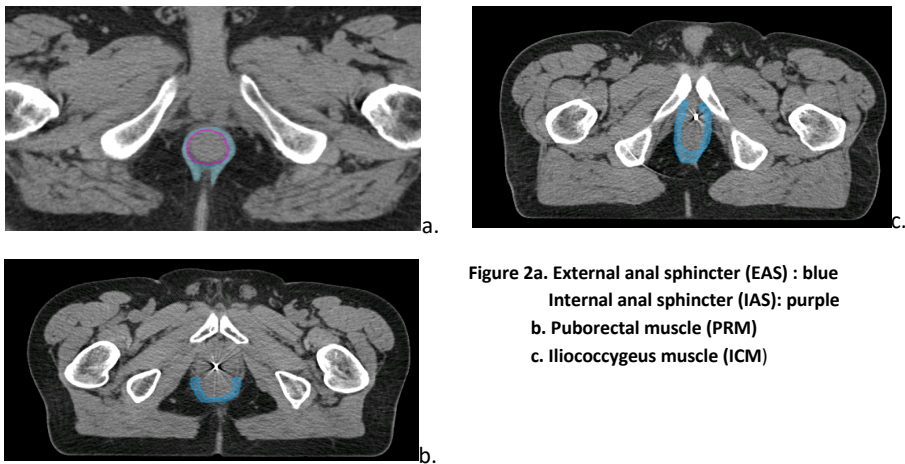 a.
c.
Figure 2a. External anal sphincter (EAS) : blue
Internal anal sphincter (IAS): purple
b. Puborectal muscle (PRM)
c. Iliococcygeus muscle (ICM)
b.